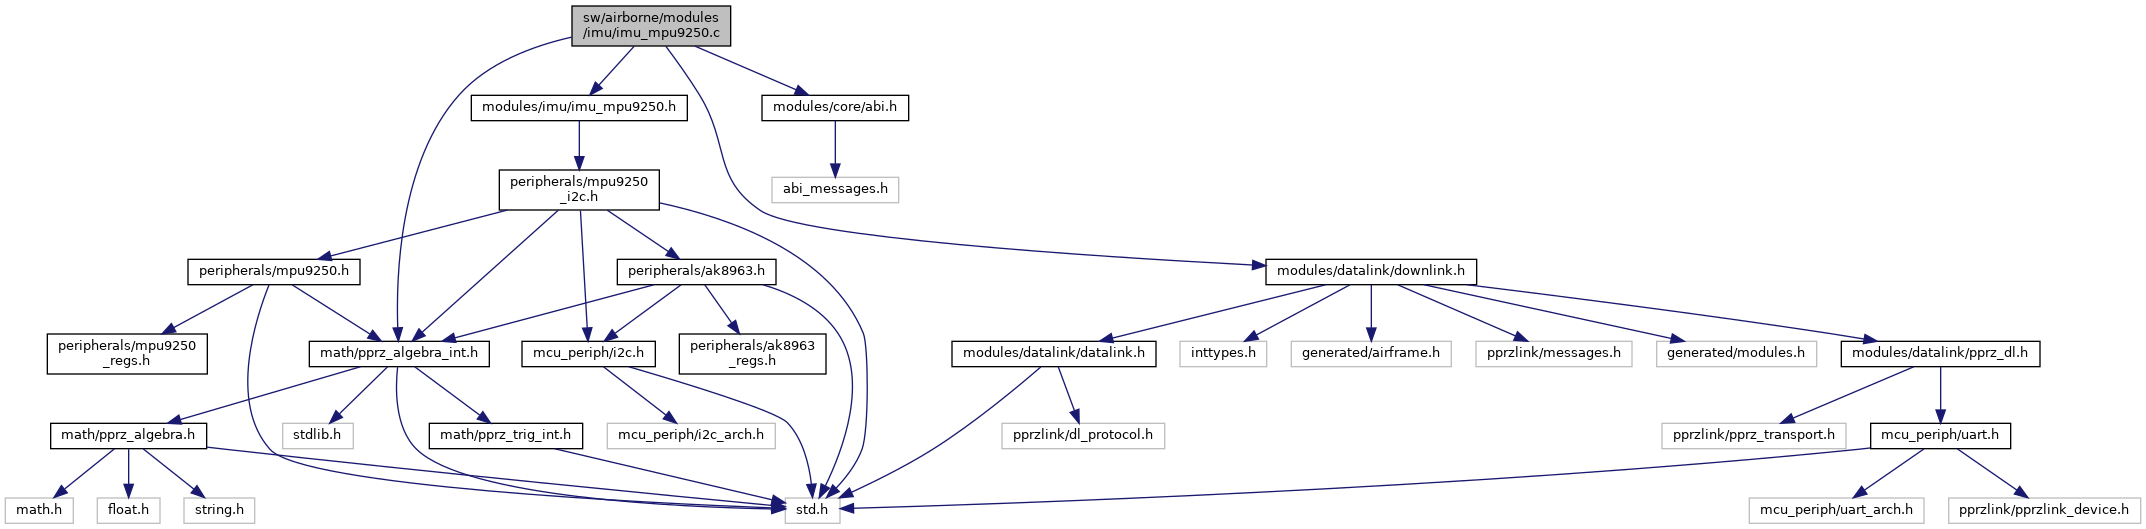 sw/airborne/modules
/imu/imu_mpu9250.c
modules/imu/imu_mpu9250.h
modules/core/abi.h
peripherals/mpu9250
_i2c.h
abi_messages.h
peripherals/mpu9250.h
peripherals/ak8963.h
modules/datalink/downlink.h
peripherals/mpu9250
_regs.h
math/pprz_algebra_int.h
mcu_periph/i2c.h
peripherals/ak8963
_regs.h
modules/datalink/datalink.h
inttypes.h
generated/airframe.h
pprzlink/messages.h
generated/modules.h
modules/datalink/pprz_dl.h
math/pprz_algebra.h
stdlib.h
math/pprz_trig_int.h
mcu_periph/i2c_arch.h
pprzlink/dl_protocol.h
pprzlink/pprz_transport.h
mcu_periph/uart.h
math.h
float.h
string.h
std.h
mcu_periph/uart_arch.h
pprzlink/pprzlink_device.h